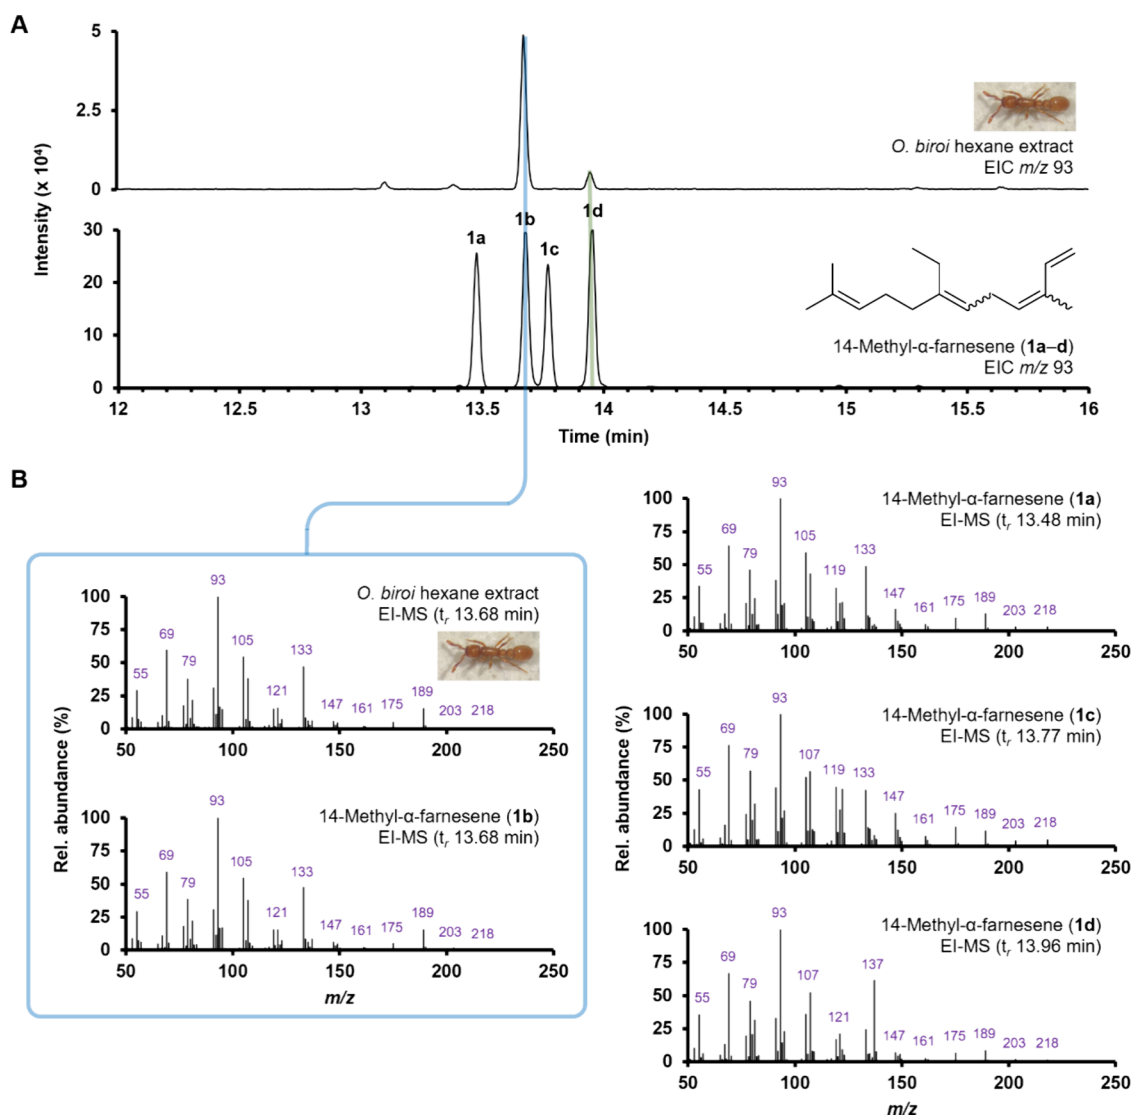 A
5
2.5
0
Intensity (x 10⁴)
O. biroi hexane extract
EIC m/z 93
30
20
10
0
1a
1b
1c
1d
14-Methyl-α-farnesene (1a–d)
EIC m/z 93
12 12.5 13 13.5 14 14.5 15 15.5 16
Time (min)
B
Rel. abundance (%)
100
75
50
25
0
O. biroi hexane extract
EI-MS (tr 13.68 min)
55 69 79 93 105 121 133 147 161 175 189 203 218
50 100 150 200 250
100
75
50
25
0
14-Methyl-α-farnesene (1b)
EI-MS (tr 13.68 min)
55 69 79 93 105 121 133 147 161 175 189 203 218
50 100 150 200 250
m/z
Rel. abundance (%)
100
75
50
25
0
14-Methyl-α-farnesene (1a)
EI-MS (tr 13.48 min)
55 69 79 93 105 119 133 147 161 175 189 203 218
50 100 150 200 250
100
75
50
25
0
14-Methyl-α-farnesene (1c)
EI-MS (tr 13.77 min)
55 69 79 93 107 119 133 147 161 175 189 203 218
50 100 150 200 250
100
75
50
25
0
14-Methyl-α-farnesene (1d)
EI-MS (tr 13.96 min)
55 69 79 93 107 121 137 147 161 175 189 203 218
50 100 150 200 250
m/z